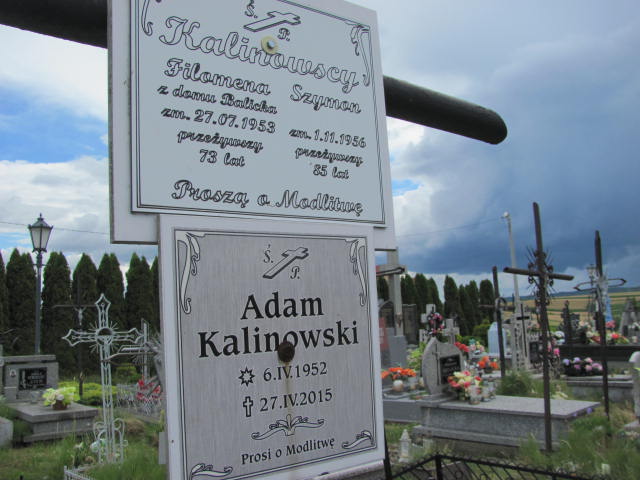 Ś. P.
Kalinowscy
Filomena Szymon
z domu Balicka
zm. 27.07.1953 zm. 1.11.1956
przeżywszy przeżywszy
73 lat 85 lat
Proszą o Modlitwę
Ś. P.
Adam
Kalinowski
6.IV.1952
27.IV.2015
Prosi o Modlitwę